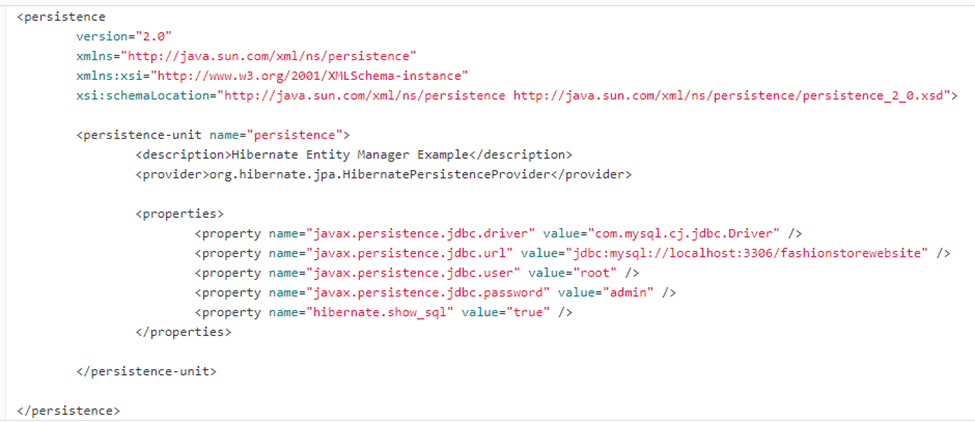 <persistence
version="2.0"
xmlns="http://java.sun.com/xml/ns/persistence"
xmlns:xsi="http://www.w3.org/2001/XMLSchema-instance"
xsi:schemaLocation="http://java.sun.com/xml/ns/persistence http://java.sun.com/xml/ns/persistence/persistence_2_0.xsd">
<persistence-unit name="persistence">
<description>Hibernate Entity Manager Example</description>
<provider>org.hibernate.jpa.HibernatePersistenceProvider</provider>
<properties>
<property name="javax.persistence.jdbc.driver" value="com.mysql.cj.jdbc.Driver" />
<property name="javax.persistence.jdbc.url" value="jdbc:mysql://localhost:3306/fashionstorewebsite" />
<property name="javax.persistence.jdbc.user" value="root" />
<property name="javax.persistence.jdbc.password" value="admin" />
<property name="hibernate.show_sql" value="true" />
</properties>
</persistence-unit>
</persistence>